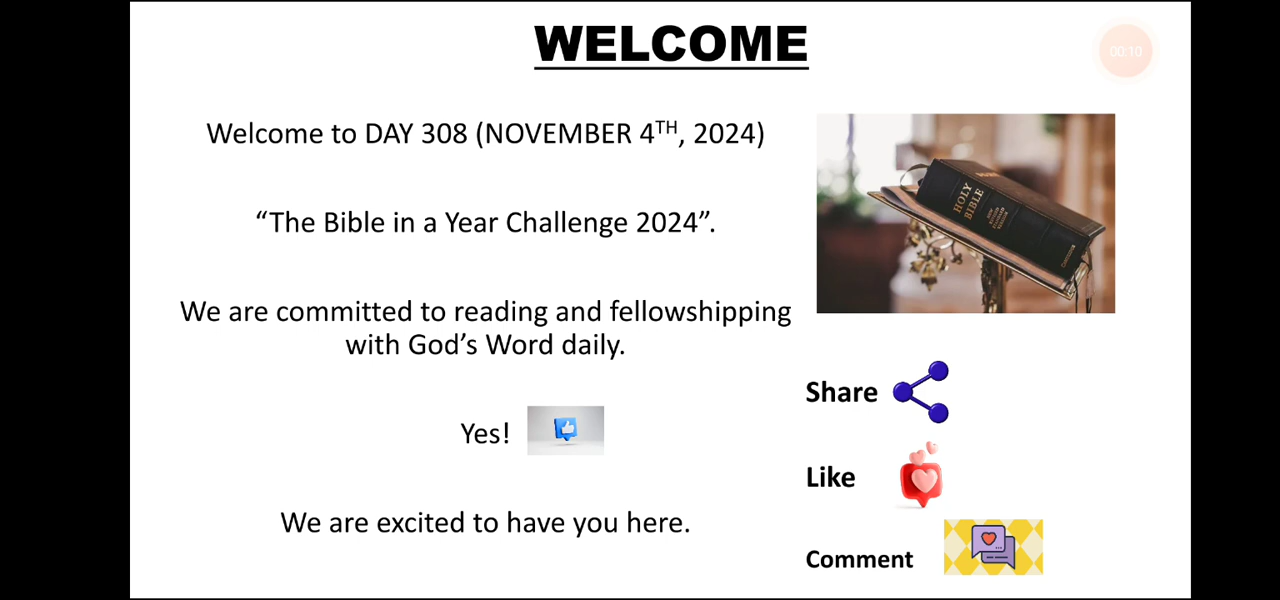 WELCOME
00:10
Welcome to DAY 308 (NOVEMBER 4TH, 2024)
“The Bible in a Year Challenge 2024”.
We are committed to reading and fellowshipping
with God’s Word daily.
Yes!
We are excited to have you here.
HOLY
BIBLE
Share
Like
Comment